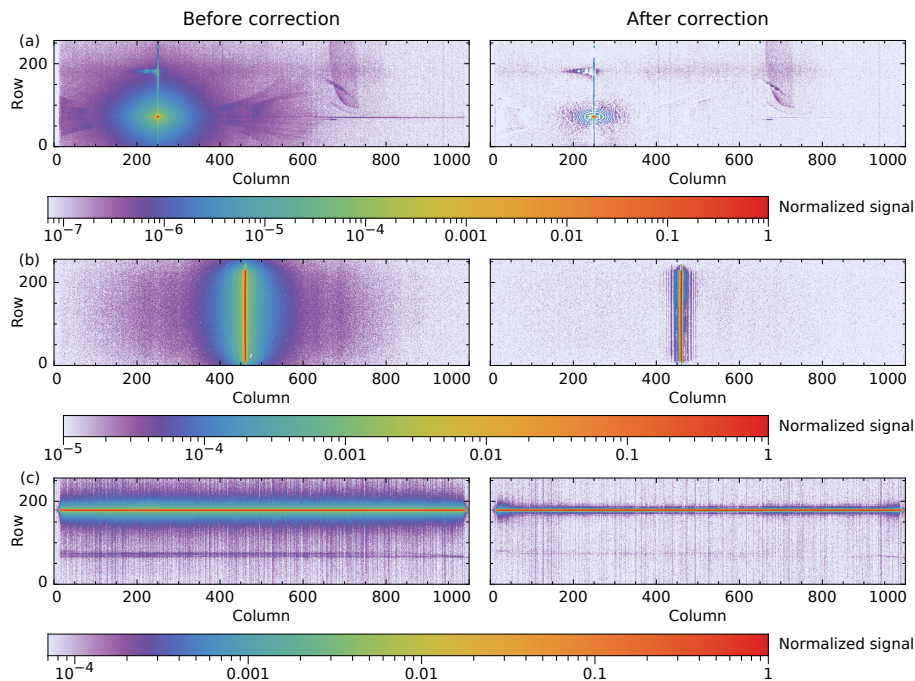 Before correction After correction
(a)
200
Row
0
0 200 400 600 800 1000 0 200 400 600 800 1000
Column Column
Normalized signal
10⁻⁷ 10⁻⁶ 10⁻⁵ 10⁻⁴ 0.001 0.01 0.1 1
(b)
200
Row
0
0 200 400 600 800 1000 0 200 400 600 800 1000
Column Column
Normalized signal
10⁻⁵ 10⁻⁴ 0.001 0.01 0.1 1
(c)
200
Row
0
0 200 400 600 800 1000 0 200 400 600 800 1000
Column Column
Normalized signal
10⁻⁴ 0.001 0.01 0.1 1